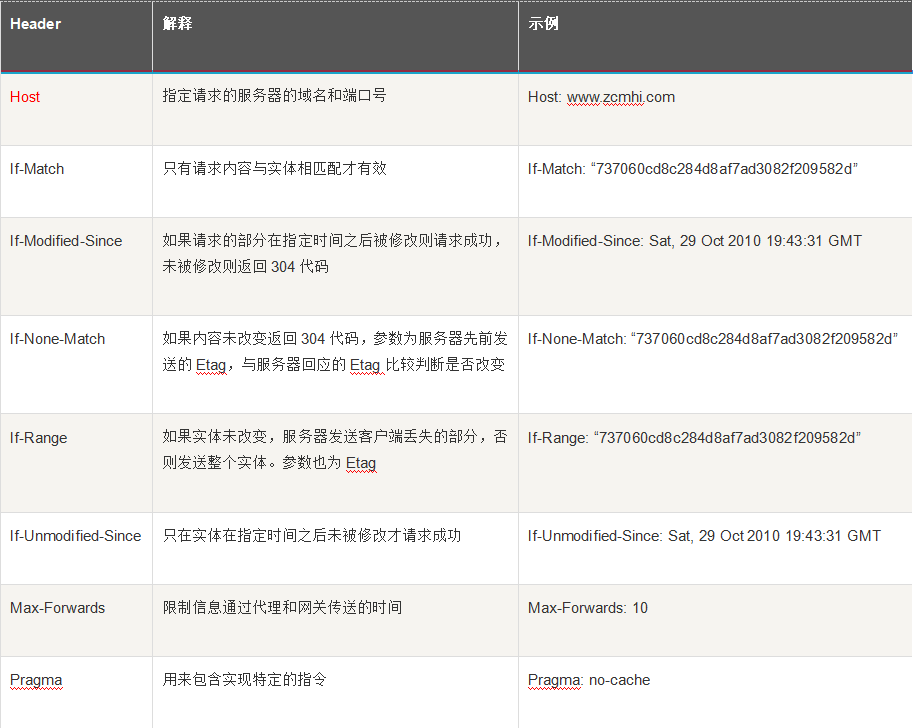 Header 解释 示例
Host 指定请求的服务器的域名和端口号 Host: www.zcmhi.com
If-Match 只有请求内容与实体相匹配才有效 If-Match: “737060cd8c284d8af7ad3082f209582d”
If-Modified-Since 如果请求的部分在指定时间之后被修改则请求成功， If-Modified-Since: Sat, 29 Oct 2010 19:43:31 GMT
未被修改则返回 304 代码
If-None-Match 如果内容未改变返回 304 代码，参数为服务器先前发 If-None-Match: “737060cd8c284d8af7ad3082f209582d”
送的 Etag，与服务器回应的 Etag 比较判断是否改变
If-Range 如果实体未改变，服务器发送客户端丢失的部分，否 If-Range: “737060cd8c284d8af7ad3082f209582d”
则发送整个实体。参数也为 Etag
If-Unmodified-Since 只在实体在指定时间之后未被修改才请求成功 If-Unmodified-Since: Sat, 29 Oct 2010 19:43:31 GMT
Max-Forwards 限制信息通过代理和网关传送的时间 Max-Forwards: 10
Pragma 用来包含实现特定的指令 Pragma: no-cache